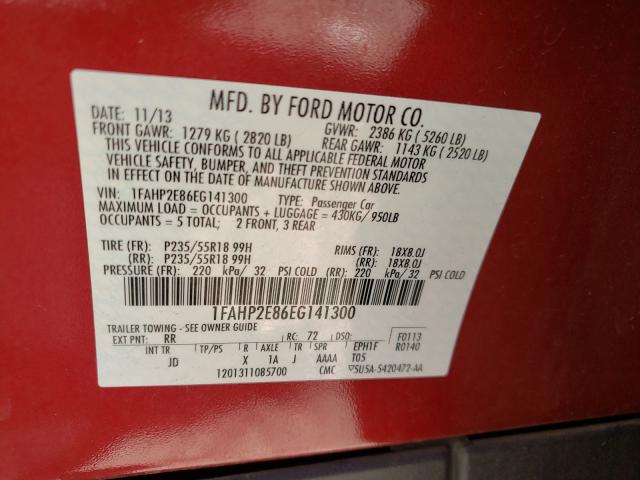 MFD. BY FORD MOTOR CO.
DATE: 11/13 GVWR: 2386 KG ( 5260 LB)
FRONT GAWR: 1279 KG ( 2820 LB) REAR GAWR: 1143 KG ( 2520 LB)
THIS VEHICLE CONFORMS TO ALL APPLICABLE FEDERAL MOTOR
VEHICLE SAFETY, BUMPER, AND THEFT PREVENTION STANDARDS
IN EFFECT ON THE DATE OF MANUFACTURE SHOWN ABOVE.
VIN: 1FAHP2E86EG141300 TYPE: Passenger Car
MAXIMUM LOAD = OCCUPANTS + LUGGAGE = 430KG/ 950LB
OCCUPANTS = 5 TOTAL; 2 FRONT, 3 REAR
TIRE (FR): P235/55R18 99H RIMS (FR): 18X8.0J
(RR): P235/55R18 99H (RR): 18X8.0J
PRESSURE (FR): 220 kPa/ 32 PSI COLD (RR): 220 kPa/ 32 PSI COLD
1FAHP2E86EG141300
TRAILER TOWING - SEE OWNER GUIDE
EXT PNT: RR RC: 72 DSO: F0113
INT TR TP/PS R AXLE TR SPR EPH1F R0140
JD X 1A J AAAA T05
1201311085700 CMC ▽5U5A-5420472-AA